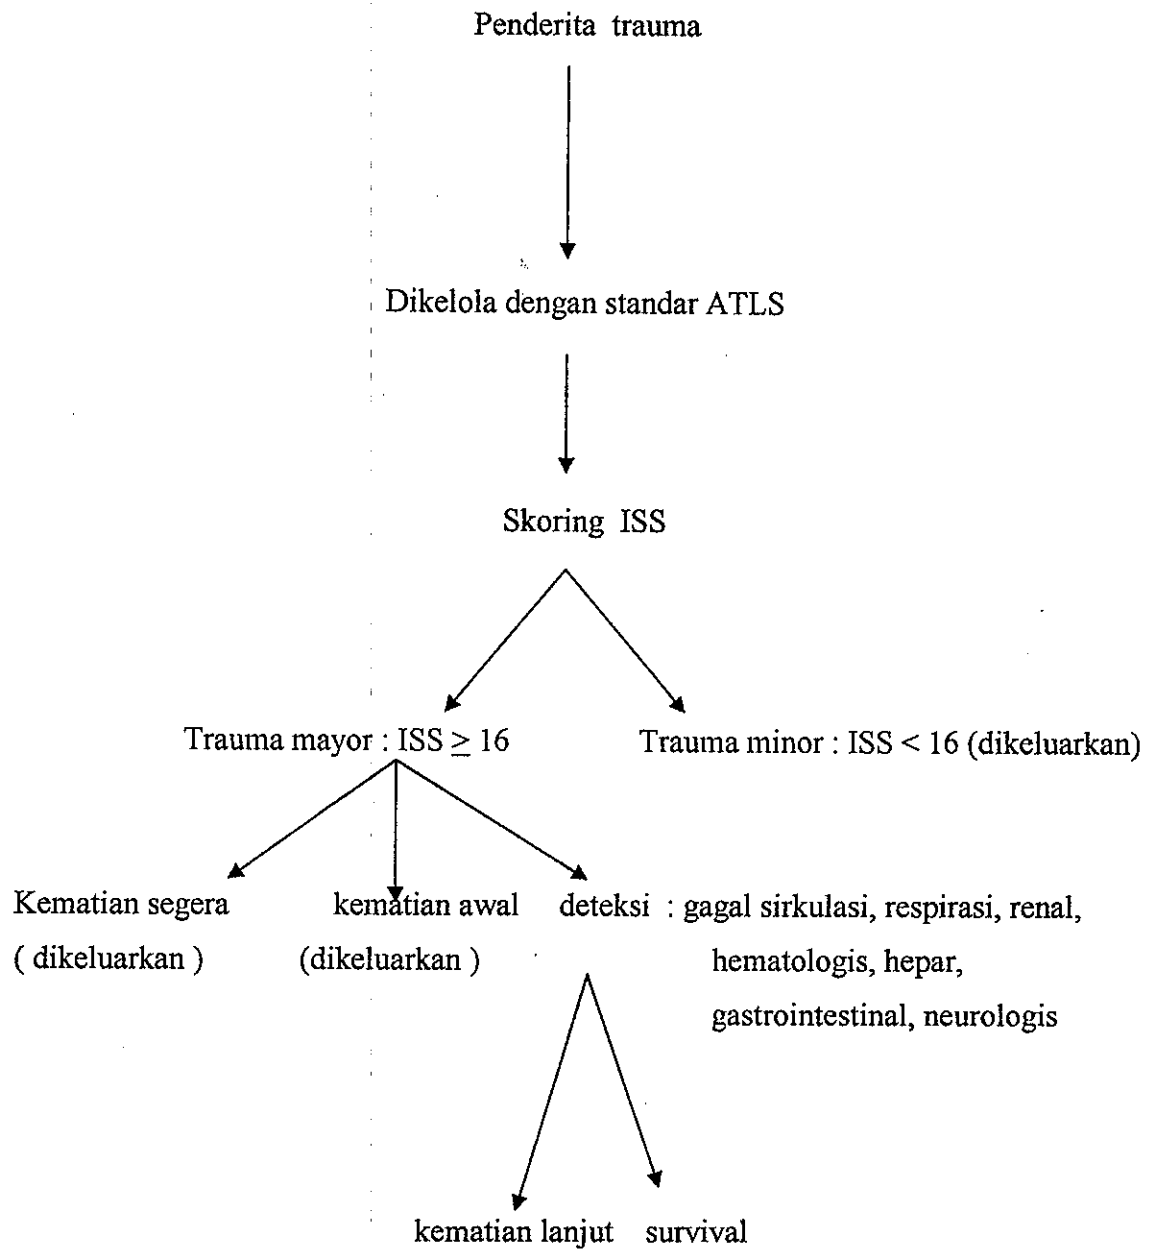 Penderita trauma
Dikelola dengan standar ATLS
Skoring ISS
Trauma mayor : ISS ≥ 16
Trauma minor : ISS < 16 (dikeluarkan)
Kematian segera
( dikeluarkan )
kematian awal
(dikeluarkan )
deteksi : gagal sirkulasi, respirasi, renal,
hematologis, hepar,
gastrointestinal, neurologis
kematian lanjut
survival